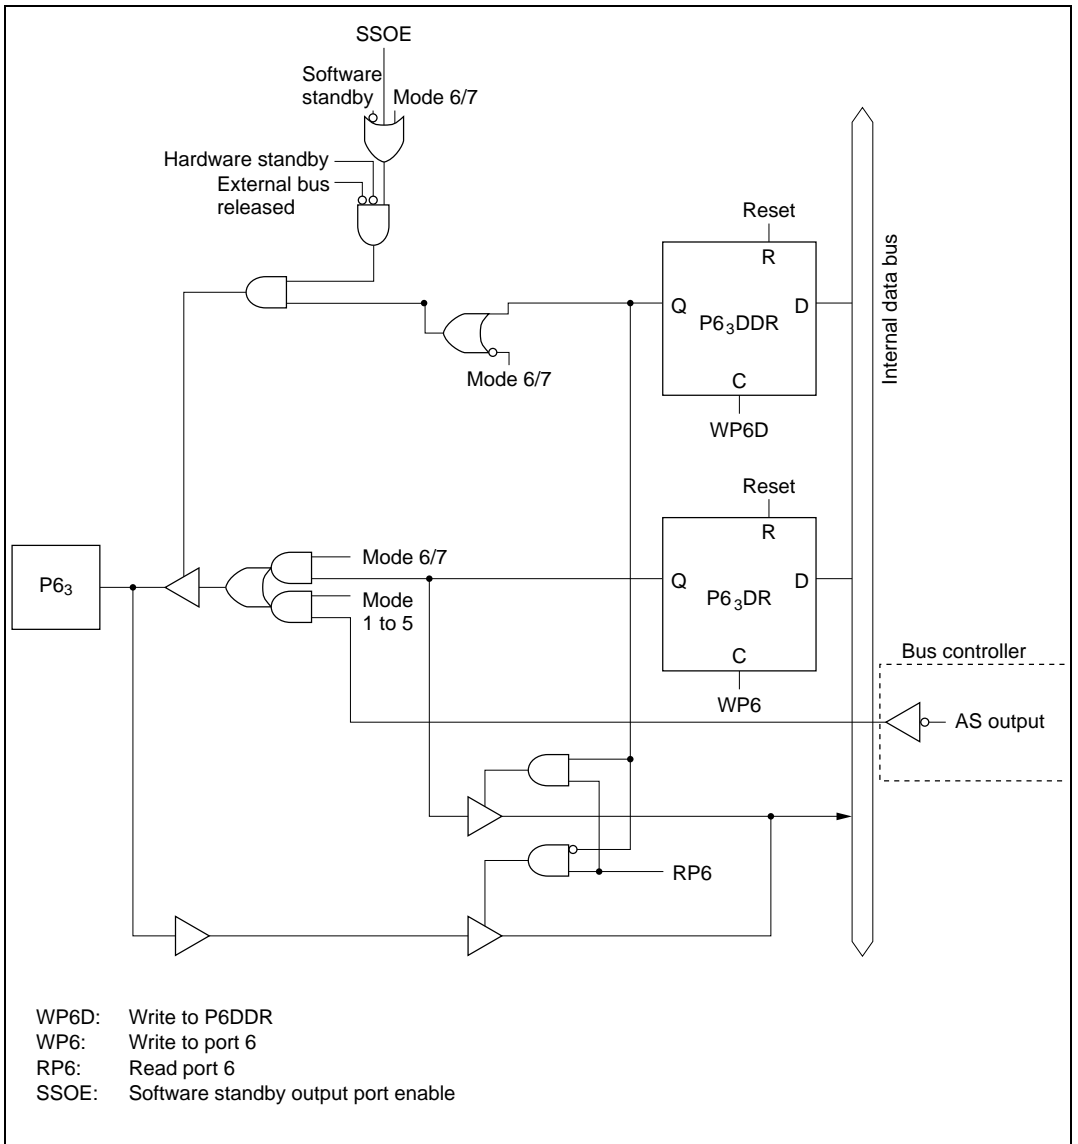 SSOE
Software
standby
Mode 6/7
Hardware standby
External bus
released
Reset
R
Q
P6₃DDR
D
C
WP6D
Internal data bus
Mode 6/7
Reset
R
P6₃
Mode 6/7
Mode
1 to 5
Q
P6₃DR
D
C
WP6
Bus controller
AS output
RP6
WP6D: Write to P6DDR
WP6: Write to port 6
RP6: Read port 6
SSOE: Software standby output port enable